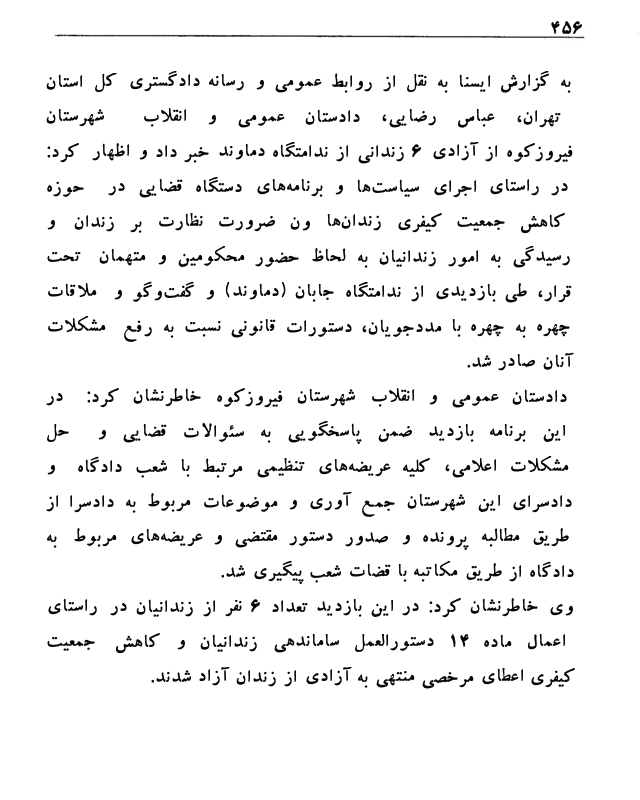 ۴۵۶
به گزارش ایسنا به نقل از روابط عمومی و رسانه دادگستری کل استان
تهران، عباس رضایی، دادستان عمومی و انقلاب شهرستان
فیروزکوه از آزادی ۶ زندانی از ندامتگاه دماوند خبر داد و اظهار کرد:
در راستای اجرای سیاست‌ها و برنامه‌های دستگاه قضایی در حوزه
کاهش جمعیت کیفری زندان‌ها ون ضرورت نظارت بر زندان و
رسیدگی به امور زندانیان به لحاظ حضور محکومین و متهمان تحت
قرار، طی بازدیدی از ندامتگاه جابان (دماوند) و گفت‌وگو و ملاقات
چهره به چهره با مددجویان، دستورات قانونی نسبت به رفع مشکلات
آنان صادر شد.
دادستان عمومی و انقلاب شهرستان فیروزکوه خاطرنشان کرد: در
این برنامه بازدید ضمن پاسخگویی به سئوالات قضایی و حل
مشکلات اعلامی، کلیه عریضه‌های تنظیمی مرتبط با شعب دادگاه و
دادسرای این شهرستان جمع آوری و موضوعات مربوط به دادسرا از
طریق مطالبه پرونده و صدور دستور مقتضی و عریضه‌های مربوط به
دادگاه از طریق مکاتبه با قضات شعب پیگیری شد.
وی خاطرنشان کرد: در این بازدید تعداد ۶ نفر از زندانیان در راستای
اعمال ماده ۱۴ دستورالعمل ساماندهی زندانیان و کاهش جمعیت
کیفری اعطای مرخصی منتهی به آزادی از زندان آزاد شدند.